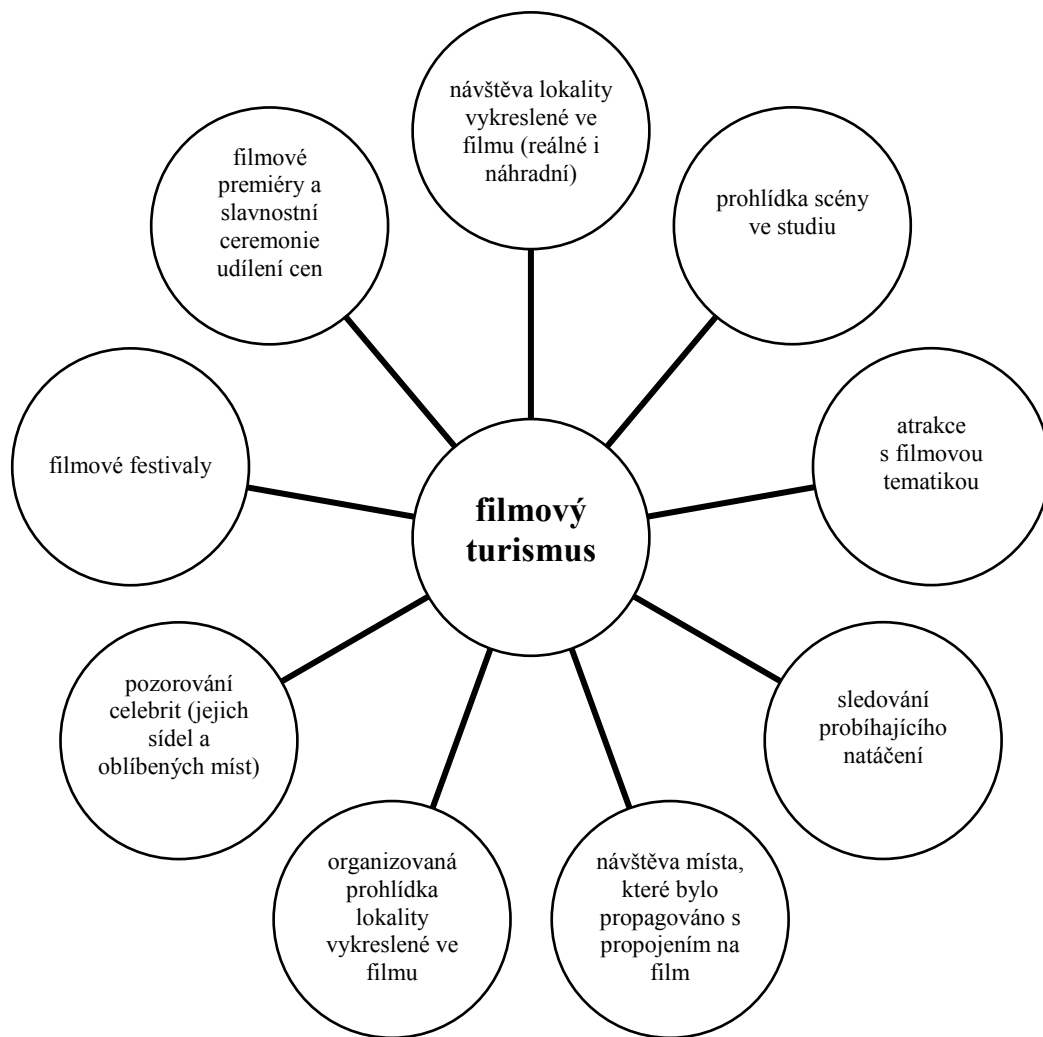 návštěva lokality
vykreslené ve
filmu (reálné i
náhradní)
prohlídka scény
ve studiu
atrakce
s filmovou
tematikou
sledování
probíhajícího
natáčení
návštěva místa,
které bylo
propagováno s
propojením na
film
organizovaná
prohlídka
lokality
vykreslené ve
filmu
pozorování
celebrit (jejich
sídel a
oblíbených míst)
filmové festivaly
filmové
premiéry a
slavnostní
ceremonie
udílení cen
filmový
turismus